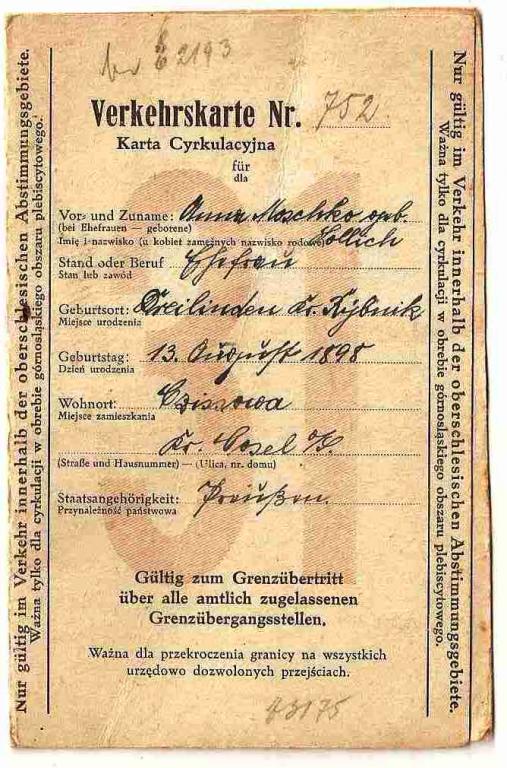 2193
Verkehrskarte Nr. 752
Karta Cyrkulacyjna
für
dla
Vor- und Zuname: Anna Moschko geb.
(bei Ehefrauen — geborene)
Imię i nazwisko (u kobiet zamężnych nazwisko rodowe) Sollich
Stand oder Beruf Ehefrau
Stan lub zawód
Geburtsort: Dreilinden Kr. Rybnik
Miejsce urodzenia
Geburtstag: 13. August 1898
Dzień urodzenia
Wohnort: Czissowa
Miejsce zamieszkania
Kr. Cosel
(Straße und Hausnummer) — (Ulica, nr. domu)
Staatsangehörigkeit: Preußen
Przynależność państwowa
31
Gültig zum Grenzübertritt
über alle amtlich zugelassenen
Grenzübergangsstellen.
Ważna dla przekroczenia granicy na wszystkich
urzędowo dozwolonych przejściach.
43175
Nur gültig im Verkehr innerhalb der oberschlesischen Abstimmungsgebiete.
Ważna tylko dla cyrkulacji w obrebie górnośląskiego obszaru plebiscytowego.
Nur gültig im Verkehr innerhalb der oberschlesischen Abstimmungsgebiete.
Ważna tylko dla cyrkulacji w obrebie górnośląskiego obszaru plebiscytowego.